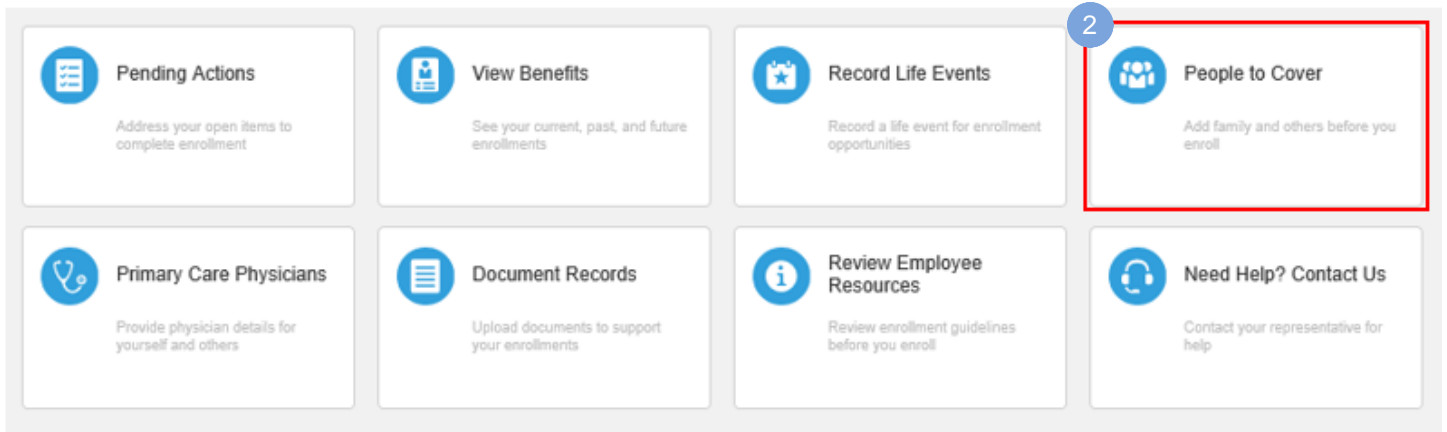 2
Pending Actions
Address your open items to
complete enrollment
View Benefits
See your current, past, and future
enrollments
Record Life Events
Record a life event for enrollment
opportunities
People to Cover
Add family and others before you
enroll
Primary Care Physicians
Provide physician details for
yourself and others
Document Records
Upload documents to support
your enrollments
Review Employee
Resources
Review enrollment guidelines
before you enroll
Need Help? Contact Us
Contact your representative for
help